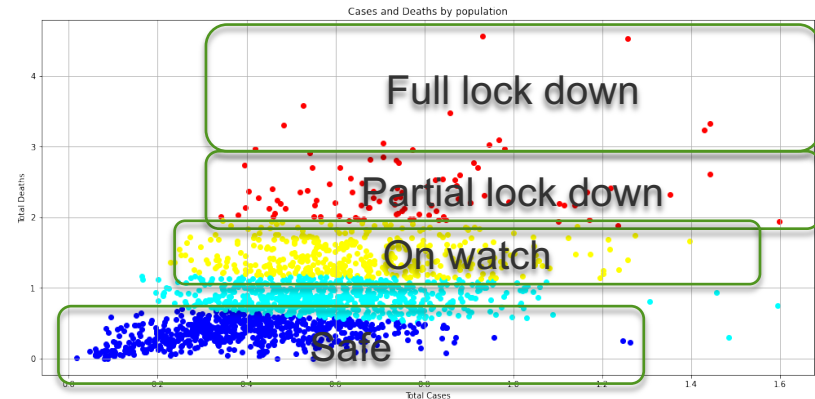 Cases and Deaths by population
Full lock down
Partial lock down
On watch
Safe
Total Deaths
4
3
2
1
0
0.0 0.2 0.4 0.6 0.8 1.0 1.2 1.4 1.6
Total Cases